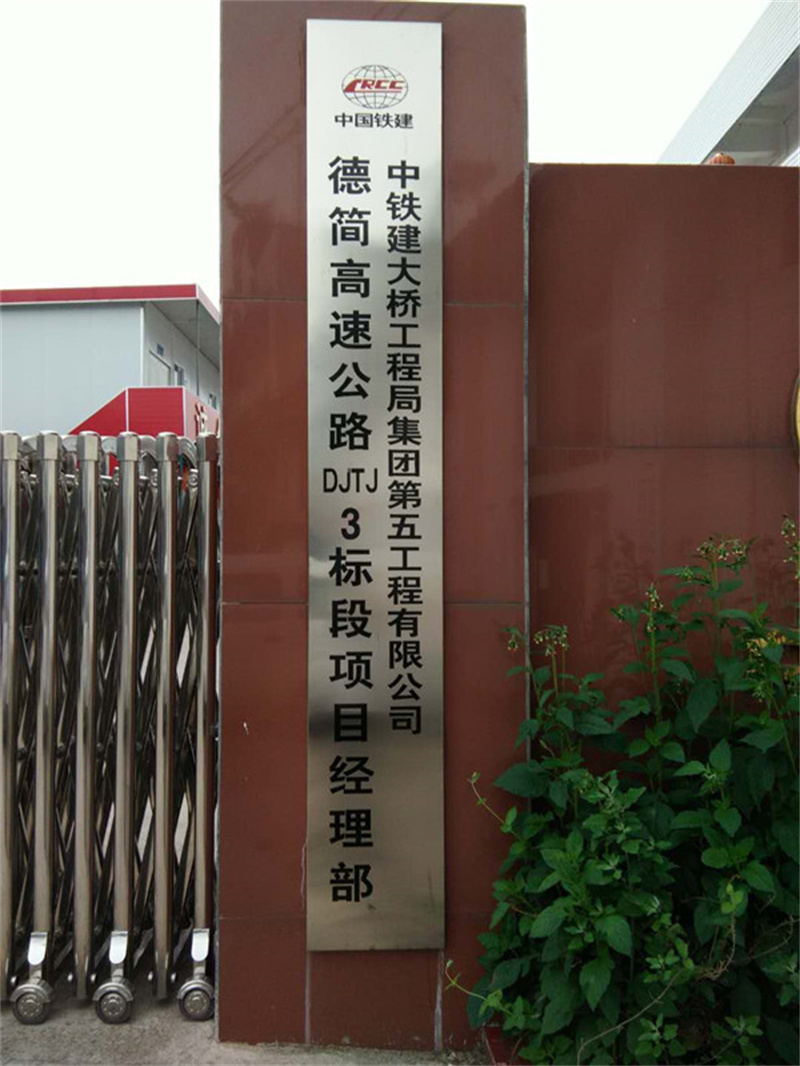 CRCC
中国铁建
中铁建大桥工程局集团第五工程有限公司
德简高速公路DJTJ3标段项目经理部